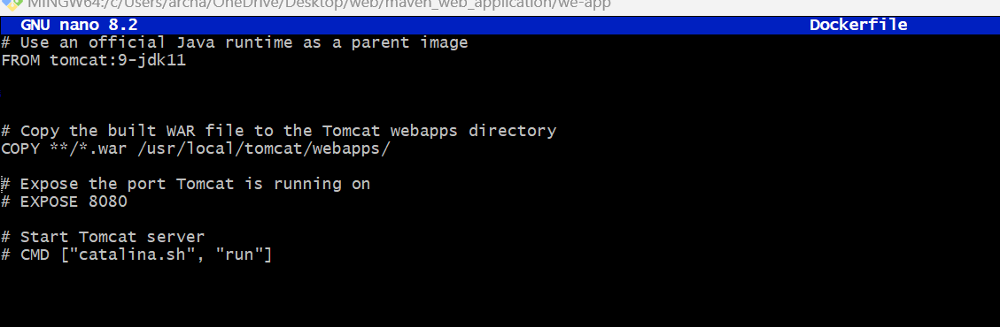 MINGW64:/c/Users/archa/OneDrive/Desktop/web/maven_web_application/we-app
GNU nano 8.2 Dockerfile
# Use an official Java runtime as a parent image
FROM tomcat:9-jdk11
# Copy the built WAR file to the Tomcat webapps directory
COPY **/*.war /usr/local/tomcat/webapps/
# Expose the port Tomcat is running on
# EXPOSE 8080
# Start Tomcat server
# CMD ["catalina.sh", "run"]